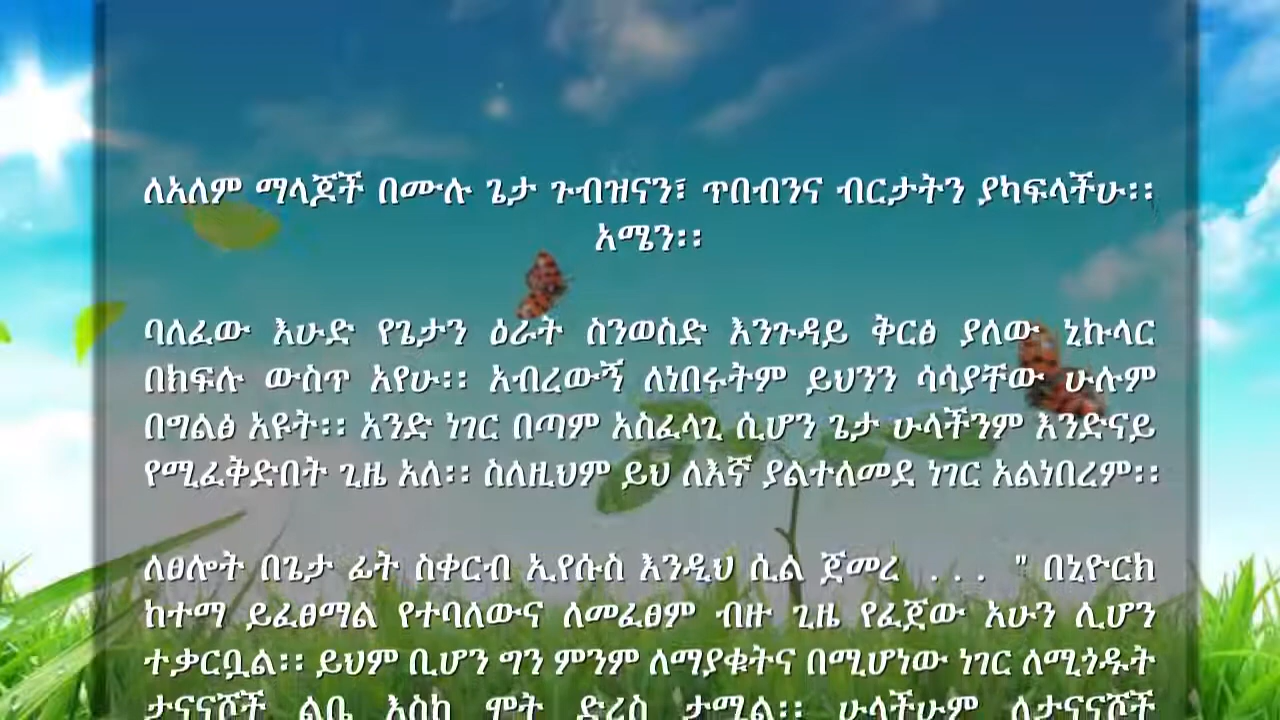 ለአለም ማላጆች በሙሉ ጌታ ጉብዝናን፣ ጥበብንና ብርታትን ያካፍላችሁ፡፡
አሜን፡፡
ባለፈው እሁድ የጌታን ዕራት ስንወስድ እንጉዳይ ቅርፅ ያለው ኒኩላር
በክፍሉ ውስጥ አየሁ፡፡ አብረውኝ ለነበሩትም ይህንን ሳሳያቸው ሁሉም
በግልፅ አዩት፡፡ አንድ ነገር በጣም አስፈላጊ ሲሆን ጌታ ሁላችንም እንድናይ
የሚፈቅድበት ጊዜ አለ፡፡ ስለዚህም ይህ ለእኛ ያልተለመደ ነገር አልነበረም፡፡
ለፀሎት በጌታ ፊት ስቀርብ ኢየሱስ እንዲህ ሲል ጀመረ . . . " በኒዮርክ
ከተማ ይፈፀማል የተባለውና ለመፈፀም ብዙ ጊዜ የፈጀው አሁን ሊሆን
ተቃርቧል፡፡ ይህም ቢሆን ግን ምንም ለማያቁትና በሚሆነው ነገር ለሚጎዱት
ታናናሾች ልቤ እስከ ሞት ድረስ ታሟል፡፡ ሁላችሁም ለታናናሾች